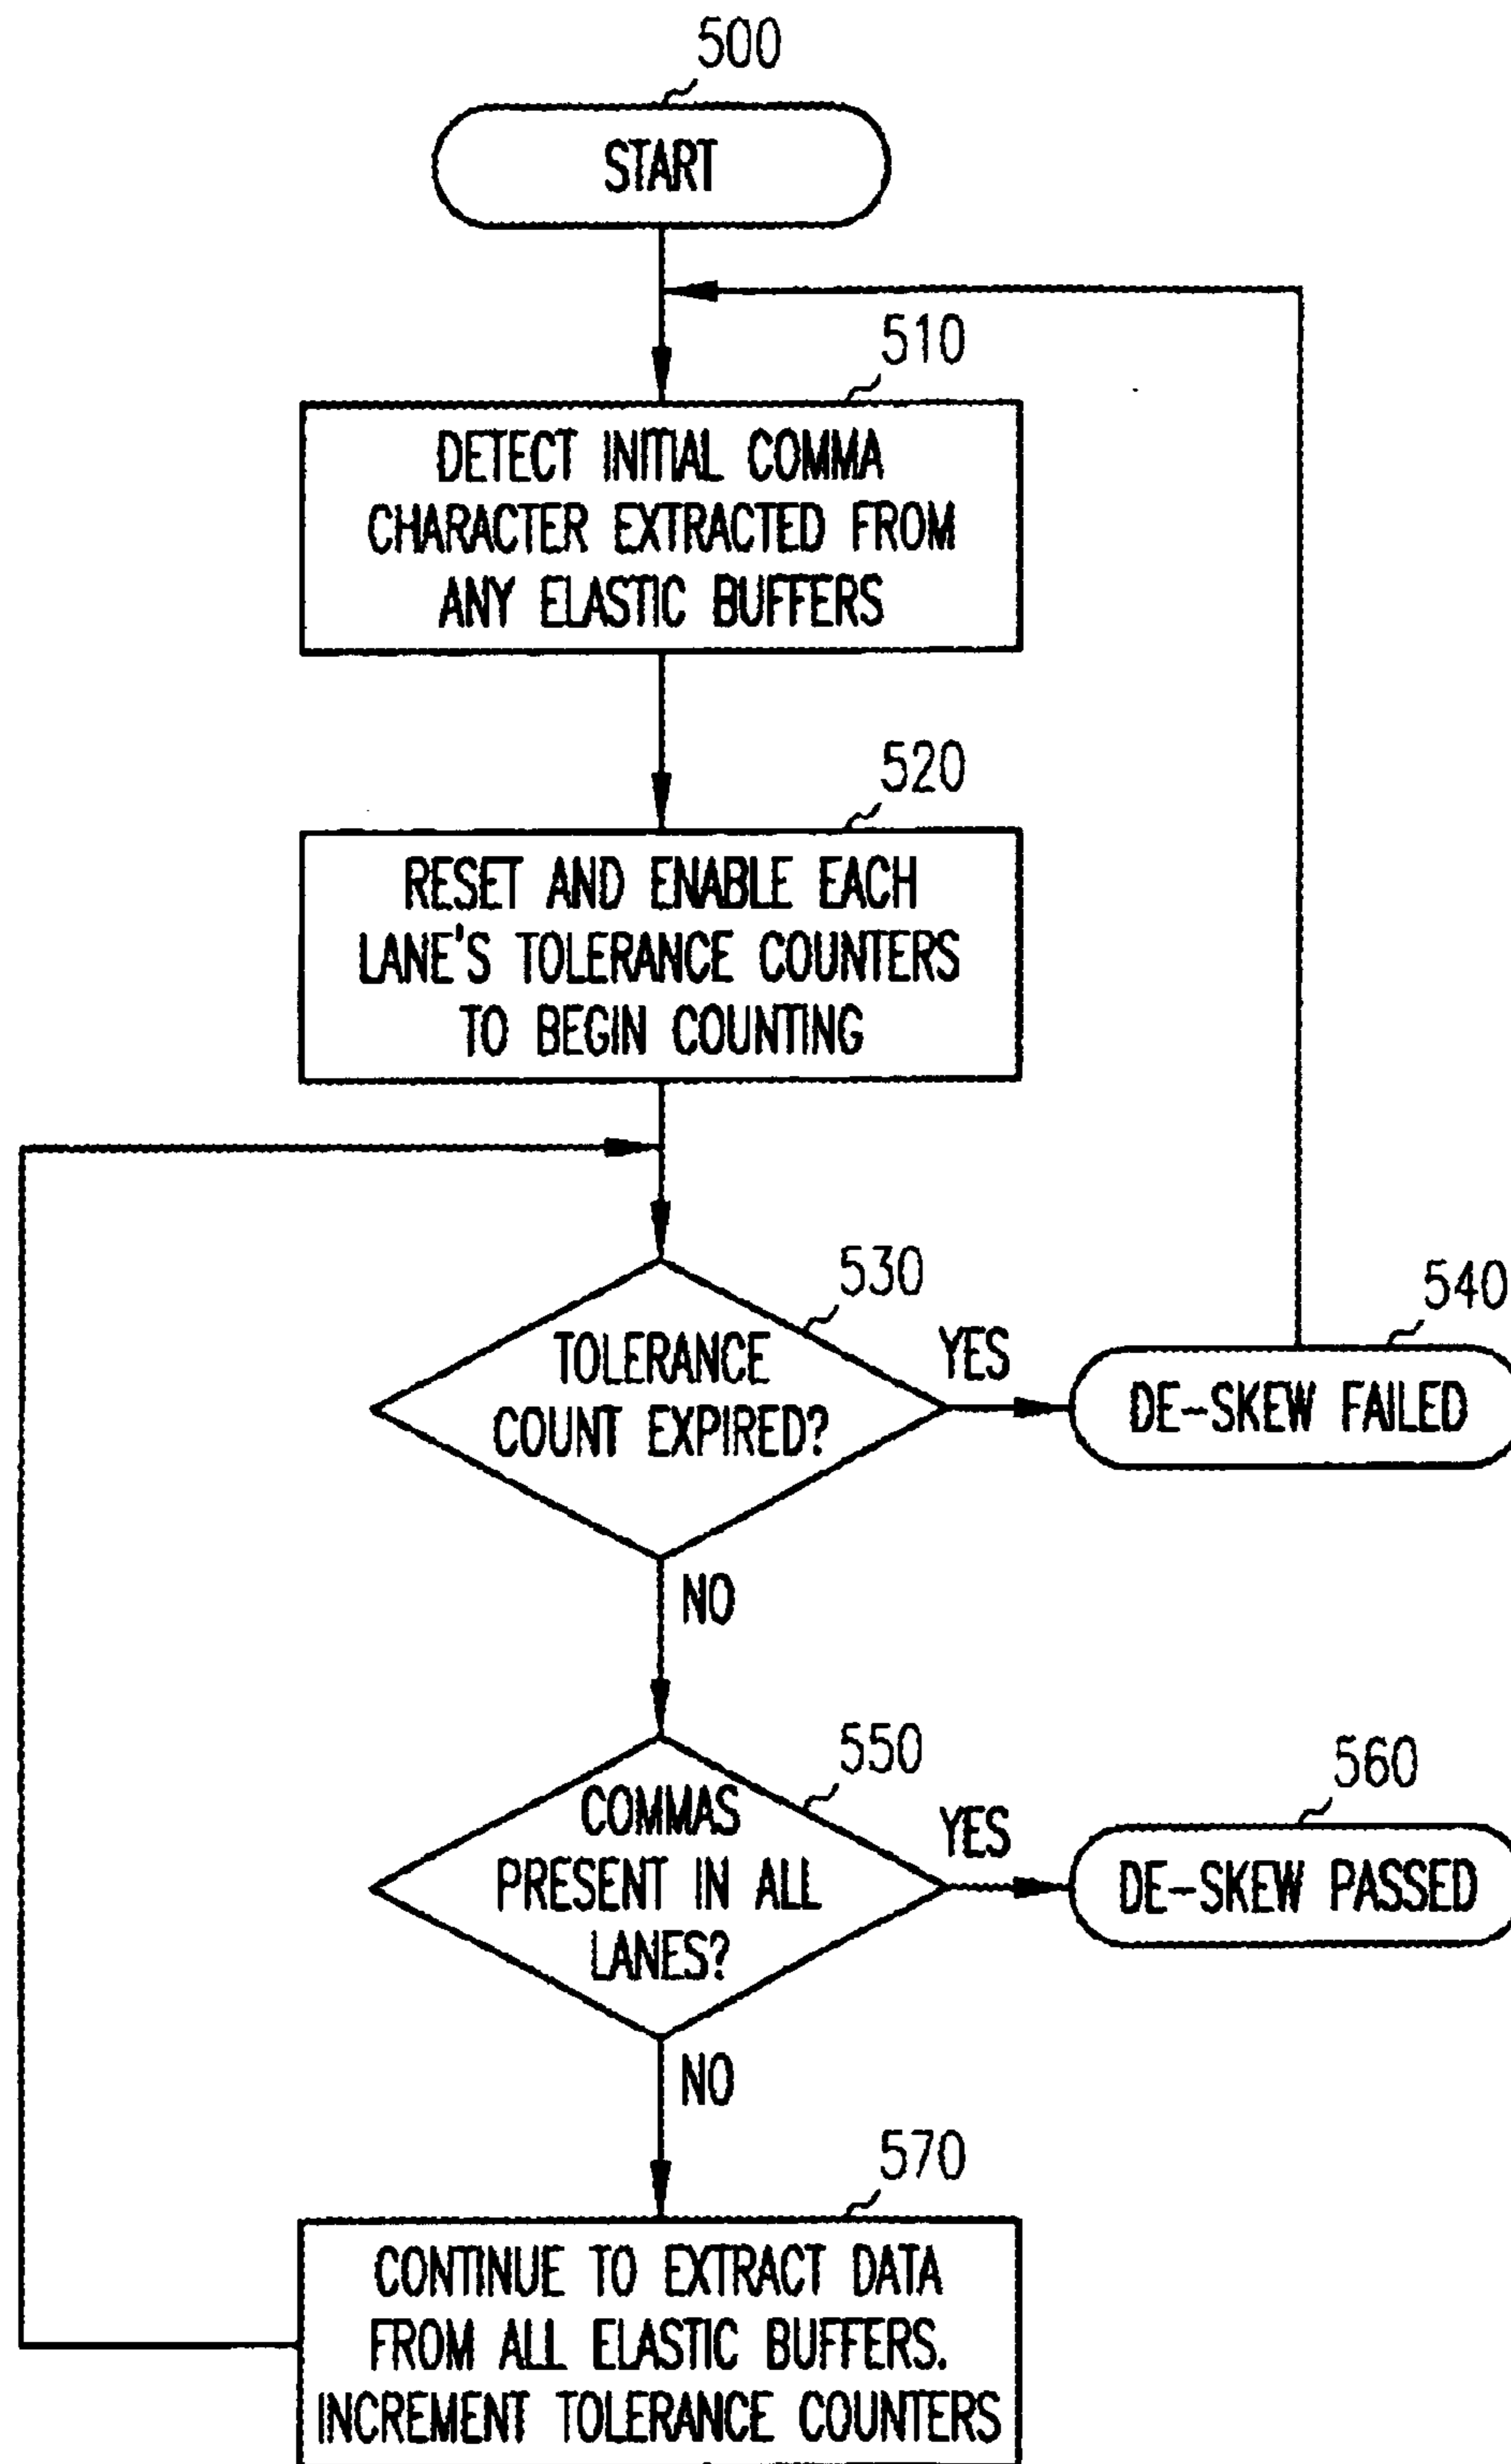 500
START
510
DETECT INITIAL COMMA
CHARACTER EXTRACTED FROM
ANY ELASTIC BUFFERS
520
RESET AND ENABLE EACH
LANE'S TOLERANCE COUNTERS
TO BEGIN COUNTING
530
TOLERANCE
COUNT EXPIRED?
YES
540
DE-SKEW FAILED
NO
550
COMMAS
PRESENT IN ALL
LANES?
YES
560
DE-SKEW PASSED
NO
570
CONTINUE TO EXTRACT DATA
FROM ALL ELASTIC BUFFERS.
INCREMENT TOLERANCE COUNTERS